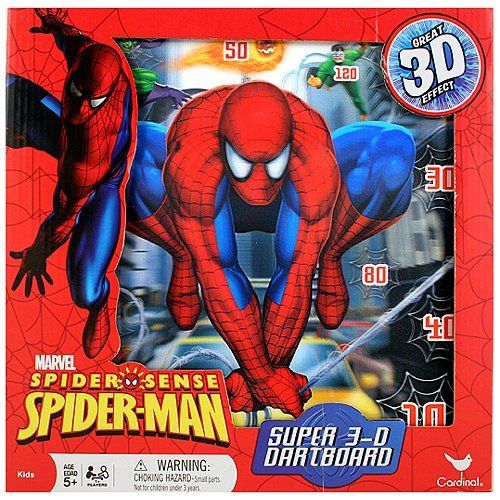 50
120
GREAT
3D
EFFECT
30
80
40
10
MARVEL
SPIDER SENSE
SPIDER-MAN
SUPER 3-D
DARTBOARD
Kids
AGE
EDAD
5+
PLAYERS
WARNING:
CHOKING HAZARD-Small parts.
Not for children under 3 years.
Cardinal®